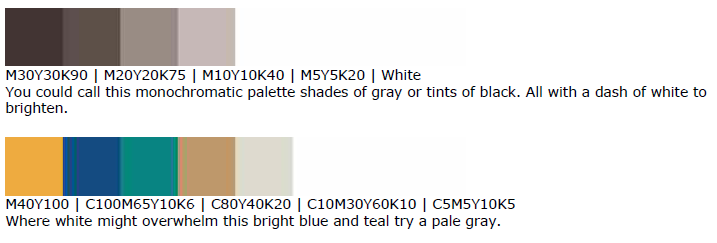 M30Y30K90 | M20Y20K75 | M10Y10K40 | M5Y5K20 | White
You could call this monochromatic palette shades of gray or tints of black. All with a dash of white to
brighten.
M40Y100 | C100M65Y10K6 | C80Y40K20 | C10M30Y60K10 | C5M5Y10K5
Where white might overwhelm this bright blue and teal try a pale gray.